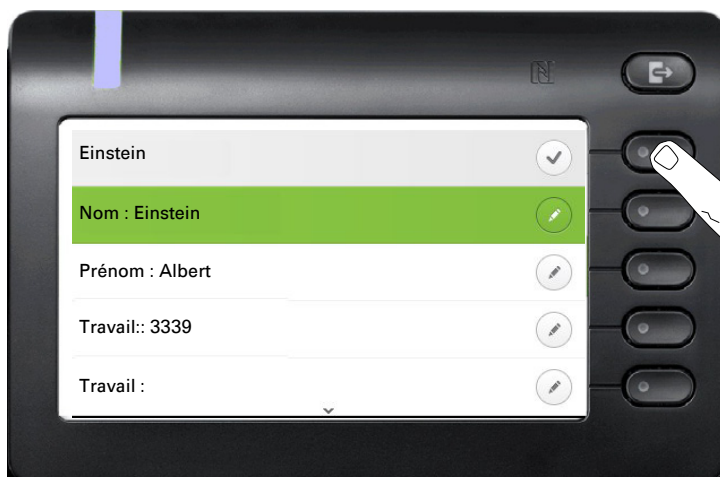 Einstein
Nom : Einstein
Prénom : Albert
Travail:: 3339
Travail :